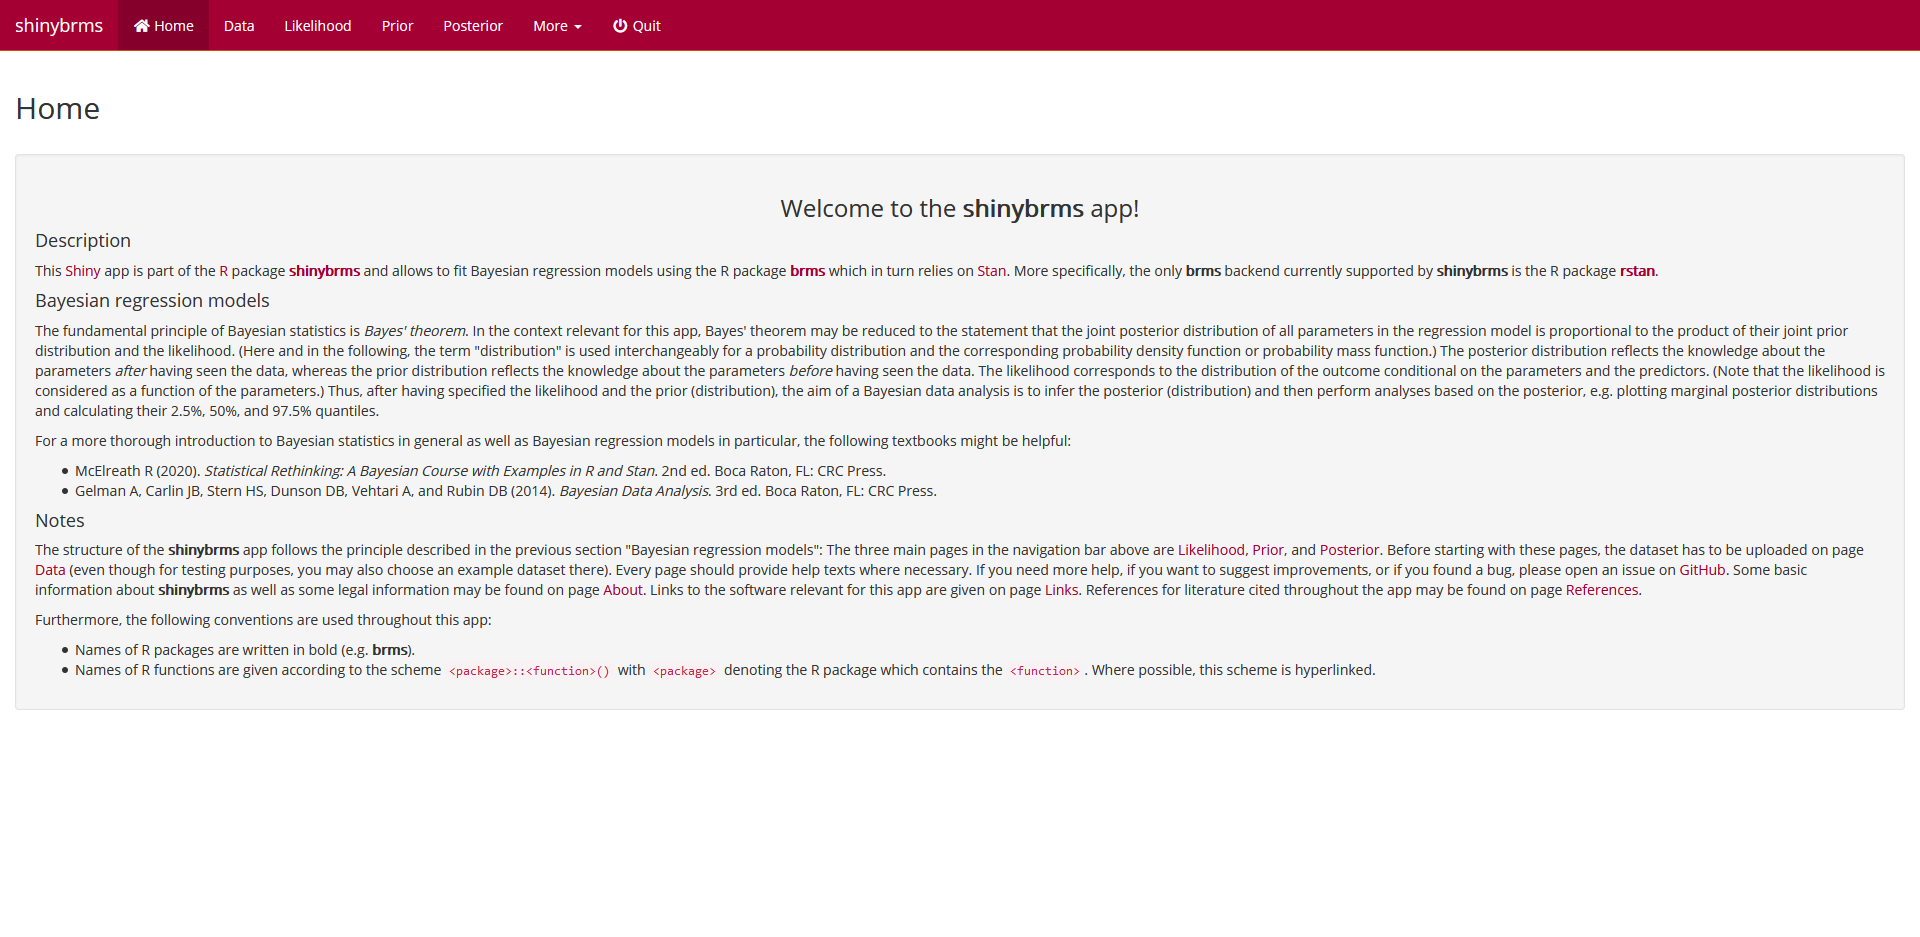 shinybrms Home Data Likelihood Prior Posterior More Quit
Home
Welcome to the shinybrms app!
Description
This Shiny app is part of the R package shinybrms and allows to fit Bayesian regression models using the R package brms which in turn relies on Stan. More specifically, the only brms backend currently supported by shinybrms is the R package rstan.
Bayesian regression models
The fundamental principle of Bayesian statistics is Bayes' theorem. In the context relevant for this app, Bayes' theorem may be reduced to the statement that the joint posterior distribution of all parameters in the regression model is proportional to the product of their joint prior
distribution and the likelihood. (Here and in the following, the term "distribution" is used interchangeably for a probability distribution and the corresponding probability density function or probability mass function.) The posterior distribution reflects the knowledge about the
parameters after having seen the data, whereas the prior distribution reflects the knowledge about the parameters before having seen the data. The likelihood corresponds to the distribution of the outcome conditional on the parameters and the predictors. (Note that the likelihood is
considered as a function of the parameters.) Thus, after having specified the likelihood and the prior (distribution), the aim of a Bayesian data analysis is to infer the posterior (distribution) and then perform analyses based on the posterior, e.g. plotting marginal posterior distributions
and calculating their 2.5%, 50%, and 97.5% quantiles.
For a more thorough introduction to Bayesian statistics in general as well as Bayesian regression models in particular, the following textbooks might be helpful:
• McElreath R (2020). Statistical Rethinking: A Bayesian Course with Examples in R and Stan. 2nd ed. Boca Raton, FL: CRC Press.
• Gelman A, Carlin JB, Stern HS, Dunson DB, Vehtari A, and Rubin DB (2014). Bayesian Data Analysis. 3rd ed. Boca Raton, FL: CRC Press.
Notes
The structure of the shinybrms app follows the principle described in the previous section "Bayesian regression models": The three main pages in the navigation bar above are Likelihood, Prior, and Posterior. Before starting with these pages, the dataset has to be uploaded on page
Data (even though for testing purposes, you may also choose an example dataset there). Every page should provide help texts where necessary. If you need more help, if you want to suggest improvements, or if you found a bug, please open an issue on GitHub. Some basic
information about shinybrms as well as some legal information may be found on page About. Links to the software relevant for this app are given on page Links. References for literature cited throughout the app may be found on page References.
Furthermore, the following conventions are used throughout this app:
• Names of R packages are written in bold (e.g. brms).
• Names of R functions are given according to the scheme <package>::<function>() with <package> denoting the R package which contains the <function>. Where possible, this scheme is hyperlinked.